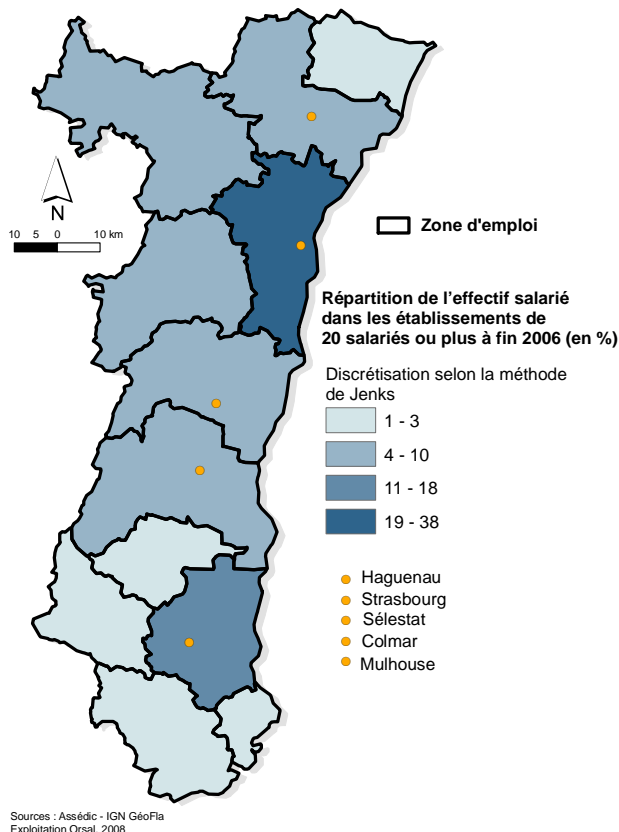 N
10 5 0 10 km
Zone d'emploi
Répartition de l'effectif salarié
dans les établissements de
20 salariés ou plus à fin 2006 (en %)
Discrétisation selon la méthode
de Jenks
1 - 3
4 - 10
11 - 18
19 - 38
Haguenau
Strasbourg
Sélestat
Colmar
Mulhouse
Sources : Assédic - IGN GéoFla
Exploitation Orsal, 2008